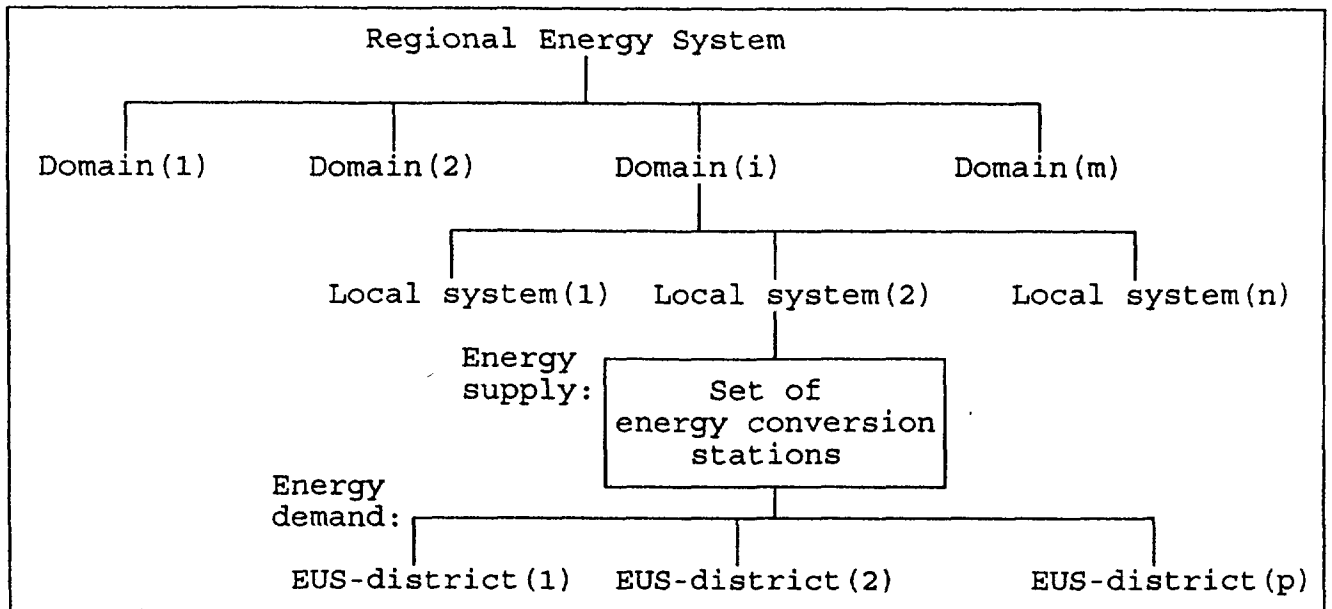 Regional Energy System
Domain(1) Domain(2) Domain(i) Domain(m)
Local system(1) Local system(2) Local system(n)
Energy
supply:
Set of
energy conversion
stations
Energy
demand:
EUS-district(1) EUS-district(2) EUS-district(p)